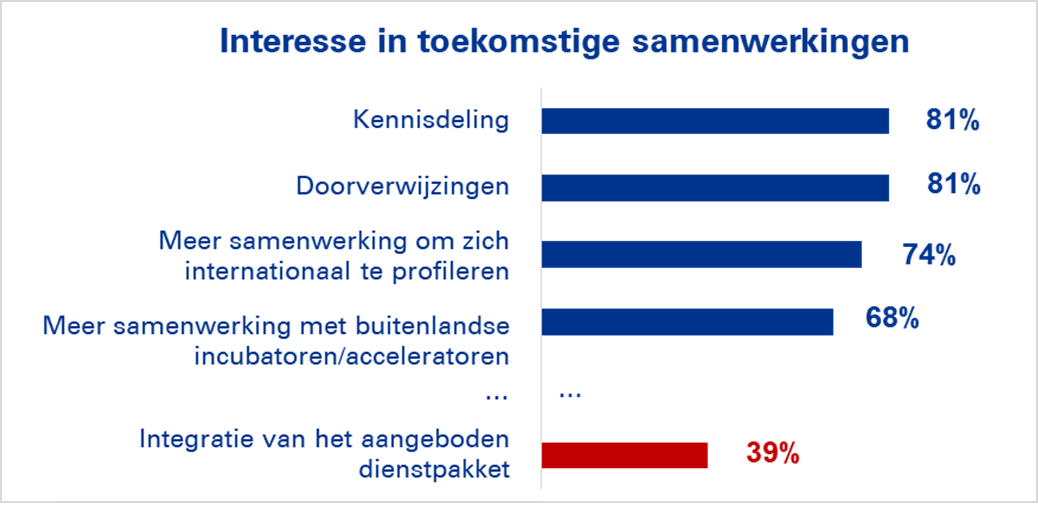 Interesse in toekomstige samenwerkingen
Kennisdeling
81%
Doorverwijzingen
81%
Meer samenwerking om zich
internationaal te profileren
74%
Meer samenwerking met buitenlandse
incubatoren/acceleratoren
68%
...
...
Integratie van het aangeboden
dienstpakket
39%